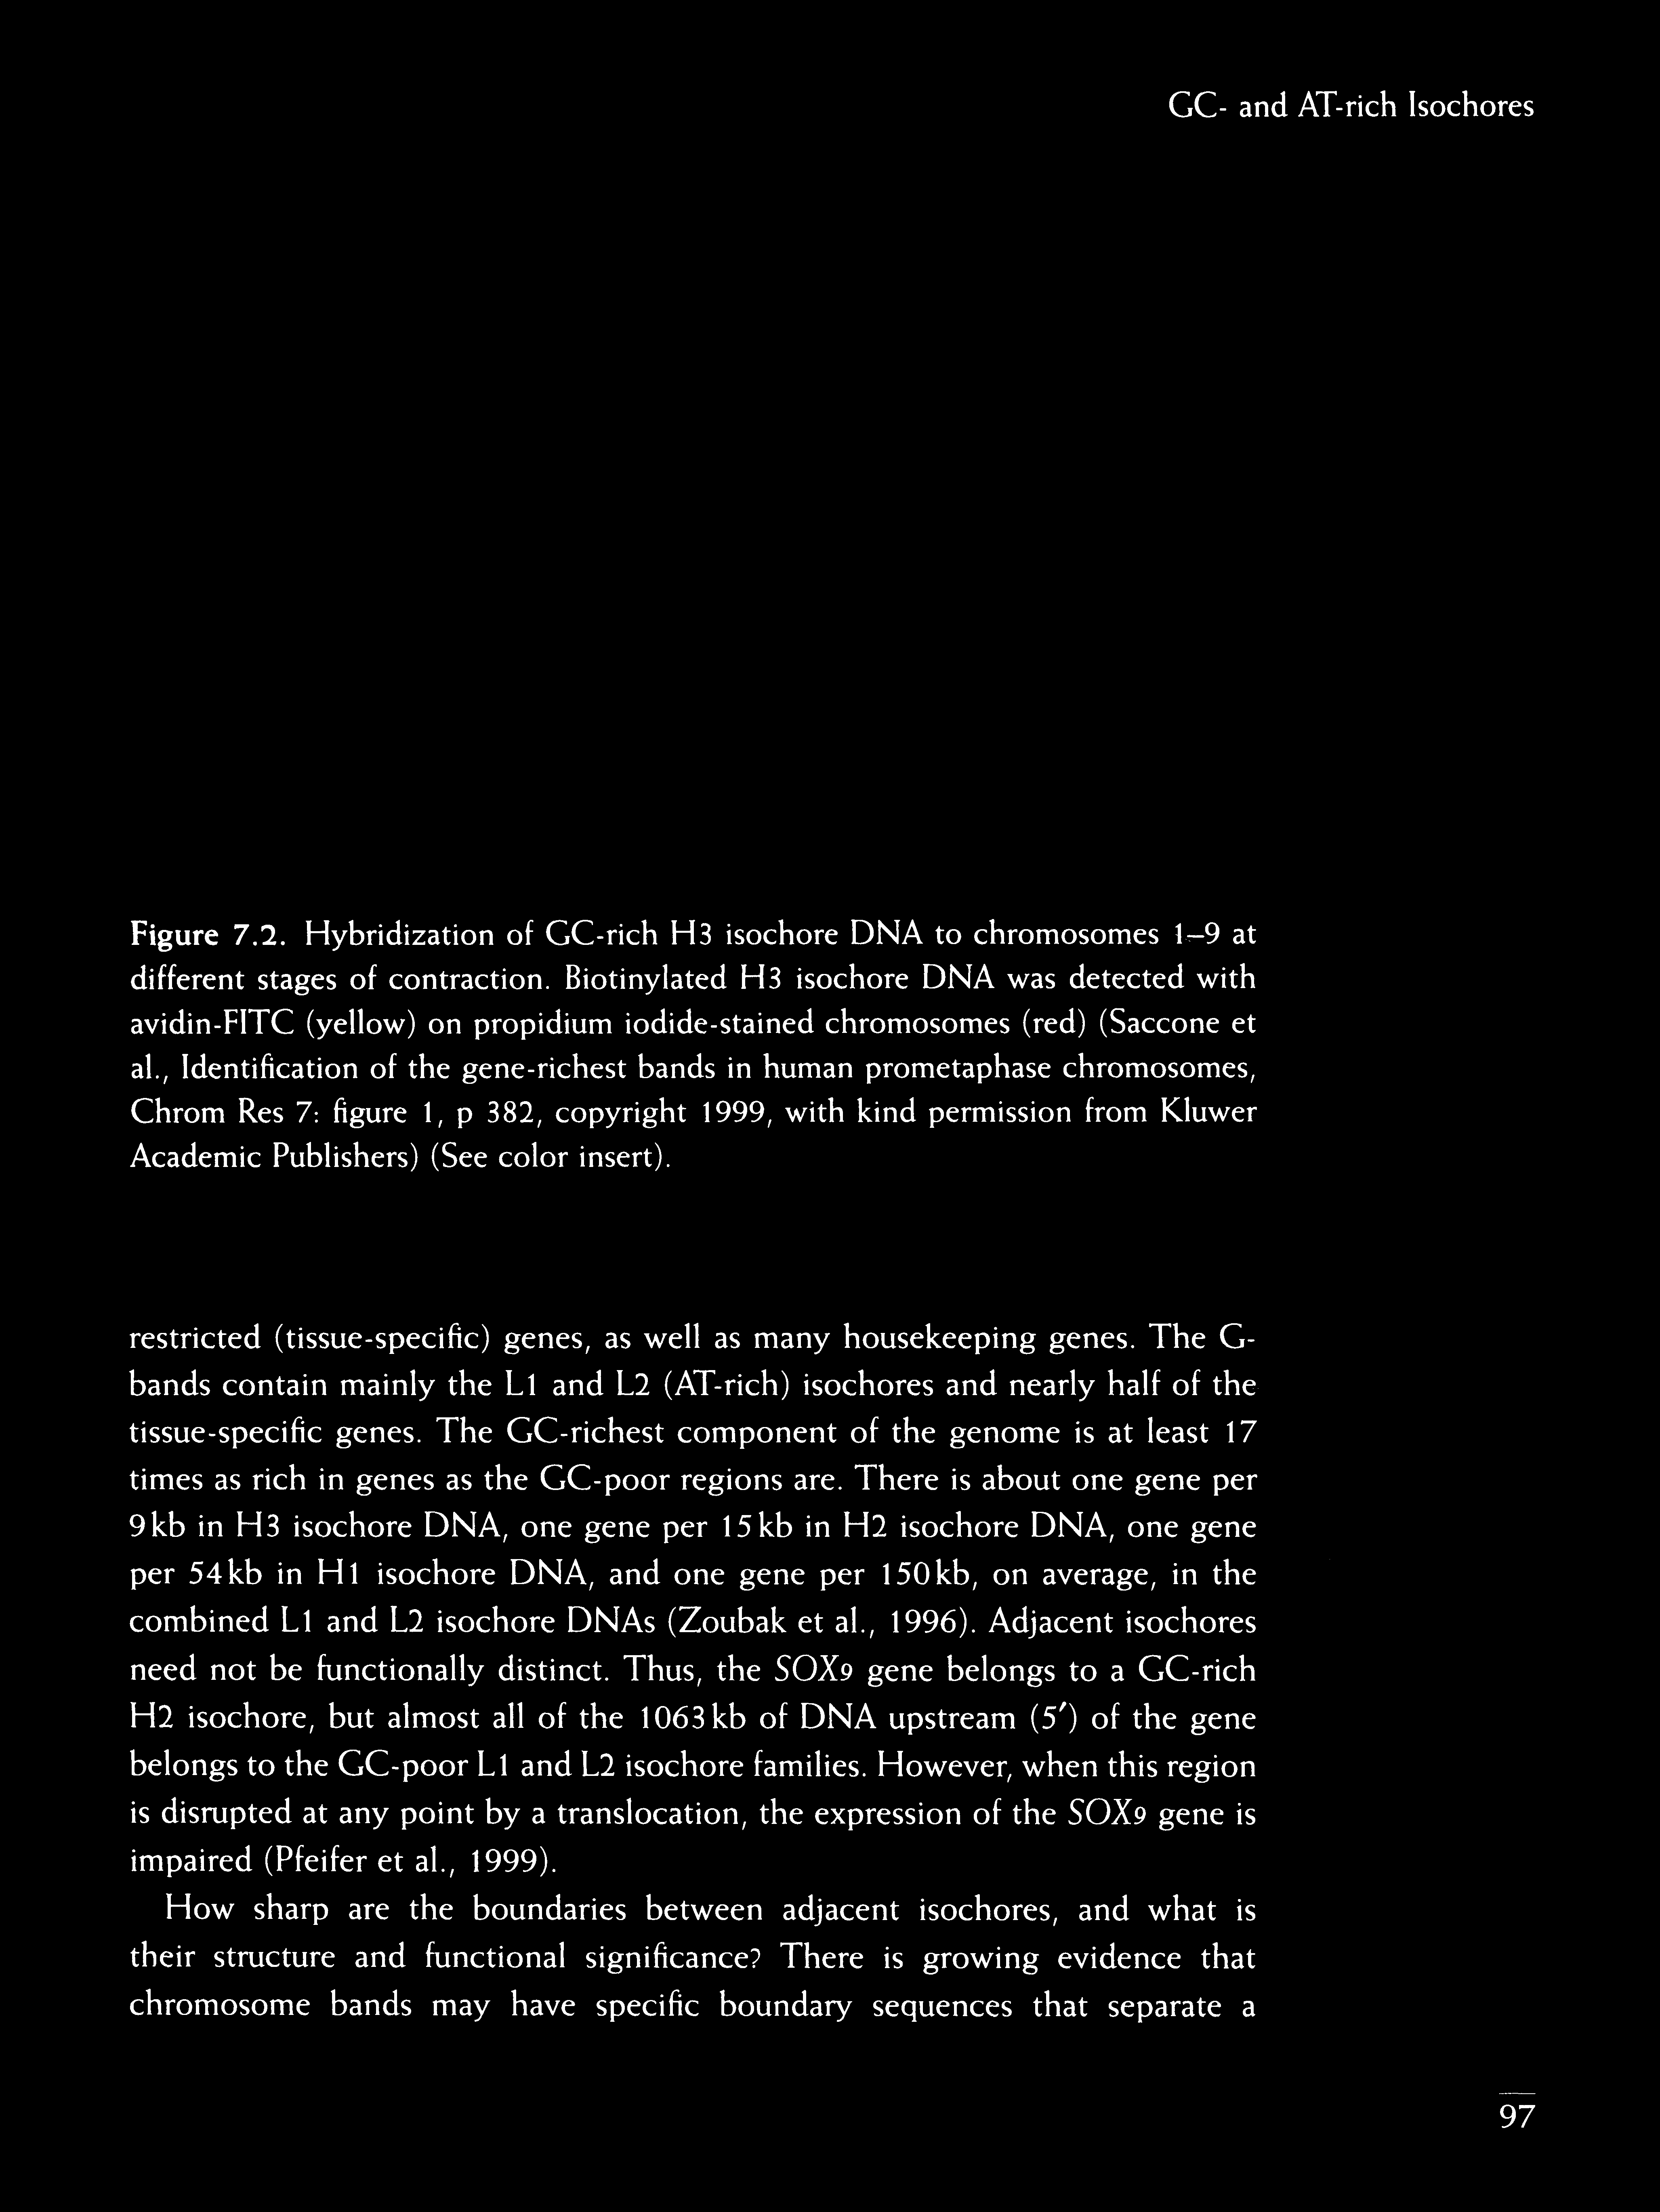 GC- and AT-rich Isochores
Figure 7.2. Hybridization of GC-rich H3 isochore DNA to chromosomes 1–9 at
different stages of contraction. Biotinylated H3 isochore DNA was detected with
avidin-FITC (yellow) on propidium iodide-stained chromosomes (red) (Saccone et
al., Identification of the gene-richest bands in human prometaphase chromosomes,
Chrom Res 7: figure 1, p 382, copyright 1999, with kind permission from Kluwer
Academic Publishers) (See color insert).
restricted (tissue-specific) genes, as well as many housekeeping genes. The G-
bands contain mainly the L1 and L2 (AT-rich) isochores and nearly half of the
tissue-specific genes. The GC-richest component of the genome is at least 17
times as rich in genes as the GC-poor regions are. There is about one gene per
9 kb in H3 isochore DNA, one gene per 15 kb in H2 isochore DNA, one gene
per 54 kb in H1 isochore DNA, and one gene per 150 kb, on average, in the
combined L1 and L2 isochore DNAs (Zoubak et al., 1996). Adjacent isochores
need not be functionally distinct. Thus, the SOX9 gene belongs to a GC-rich
H2 isochore, but almost all of the 1063 kb of DNA upstream (5′) of the gene
belongs to the GC-poor L1 and L2 isochore families. However, when this region
is disrupted at any point by a translocation, the expression of the SOX9 gene is
impaired (Pfeifer et al., 1999).
How sharp are the boundaries between adjacent isochores, and what is
their structure and functional significance? There is growing evidence that
chromosome bands may have specific boundary sequences that separate a
97